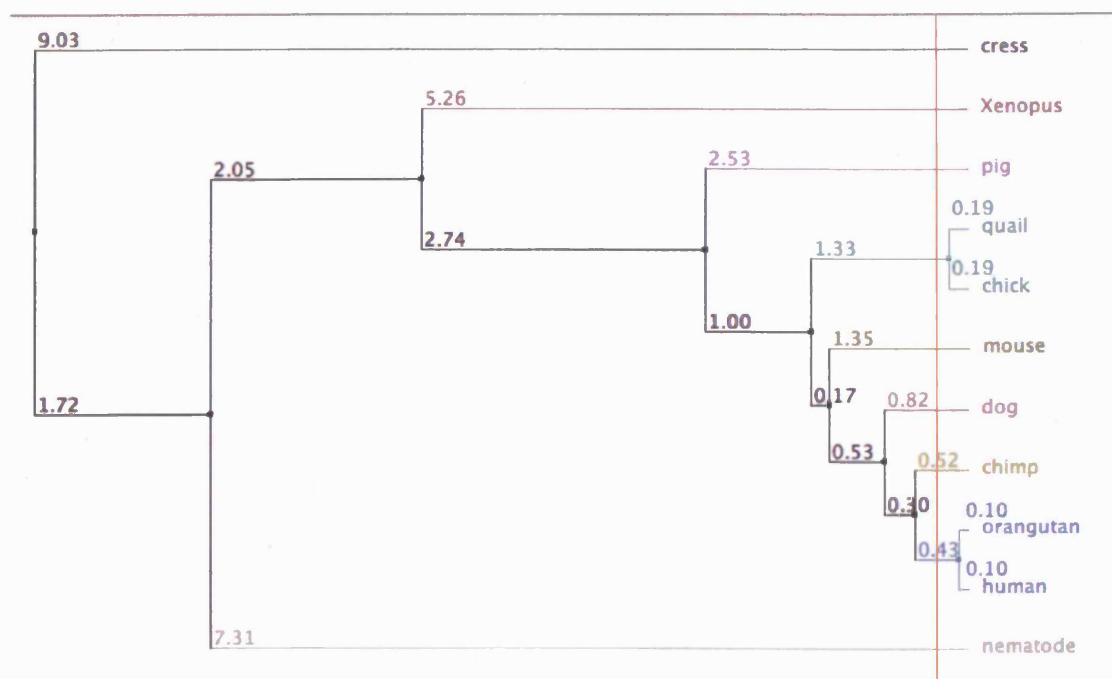 9.03
cress
5.26
Xenopus
2.05
2.53
pig
0.19
quail
2.74
1.33
0.19
chick
1.00
1.35
mouse
1.72
0.17
0.82
dog
0.53
0.52
chimp
0.30
0.10
orangutan
0.43
0.10
human
7.31
nematode